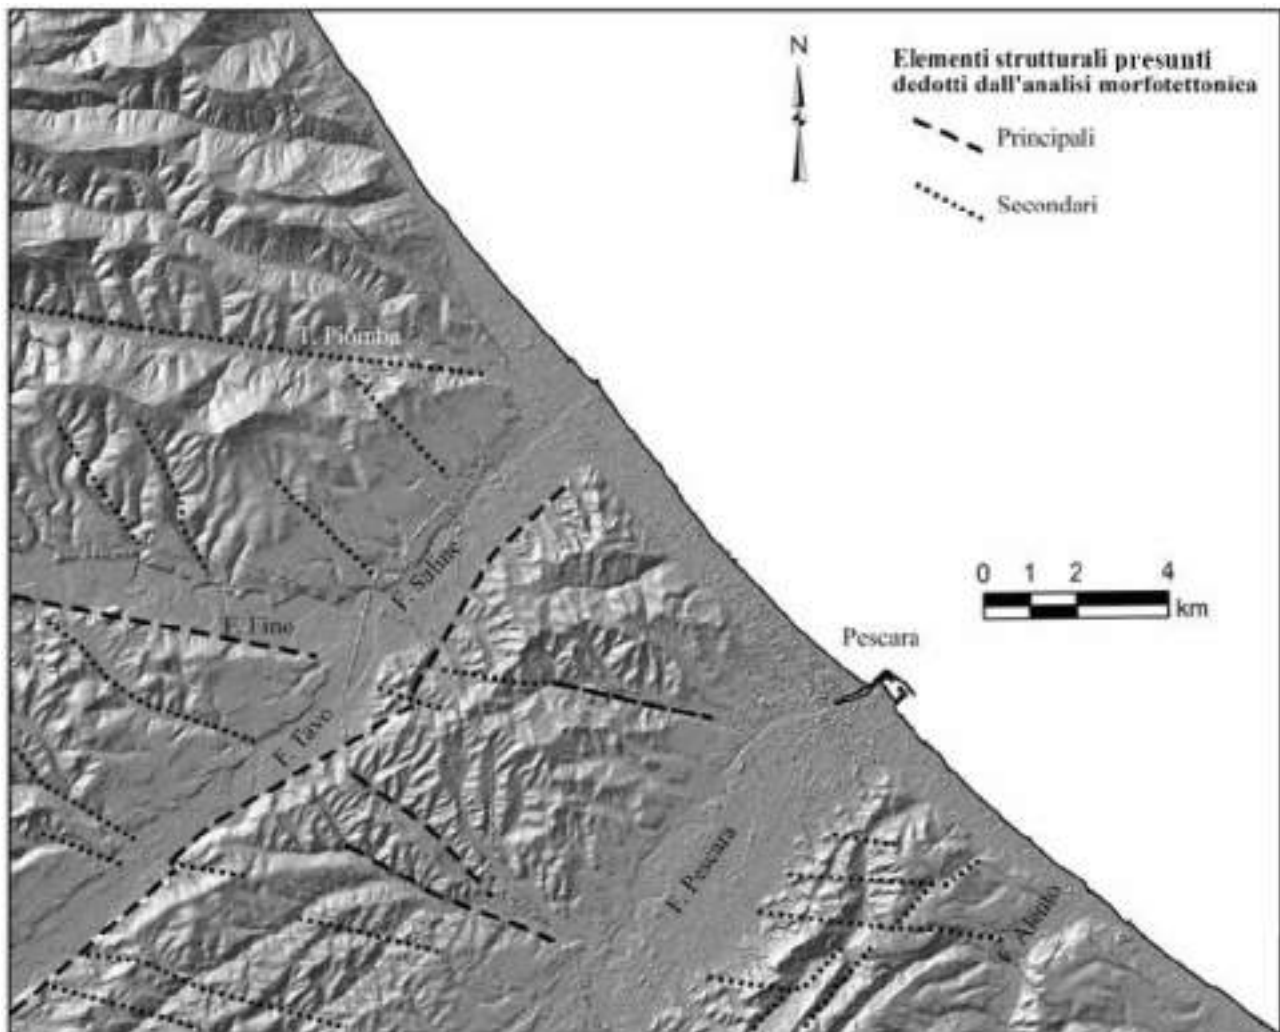 N
Elementi strutturali presunti
dedotti dall'analisi morfotettonica
Principali
Secondari
T. Piomba
F. Saline
F. Fino
F. Tavo
0 1 2 4
km
Pescara
F. Pescara
F. Alento